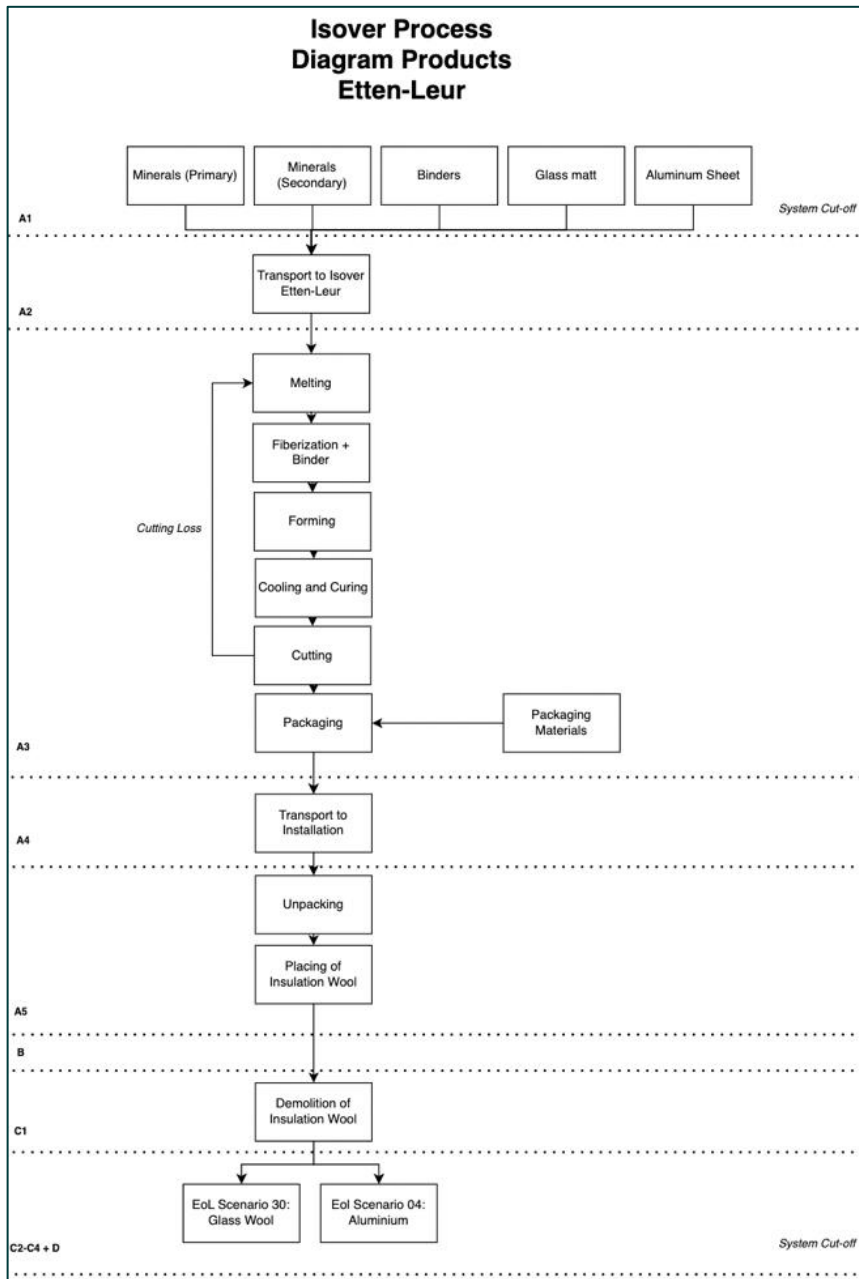 Isover Process
Diagram Products
Etten-Leur
Minerals (Primary)
Minerals
(Secondary)
Binders
Glass matt
Aluminum Sheet
A1
System Cut-off
Transport to Isover
Etten-Leur
A2
Melting
Fiberization +
Binder
Forming
Cutting Loss
Cooling and Curing
Cutting
Packaging
Packaging
Materials
A3
Transport to
Installation
A4
Unpacking
Placing of
Insulation Wool
A5
B
Demolition of
Insulation Wool
C1
EoL Scenario 30:
Glass Wool
Eol Scenario 04:
Aluminium
C2-C4 + D
System Cut-off